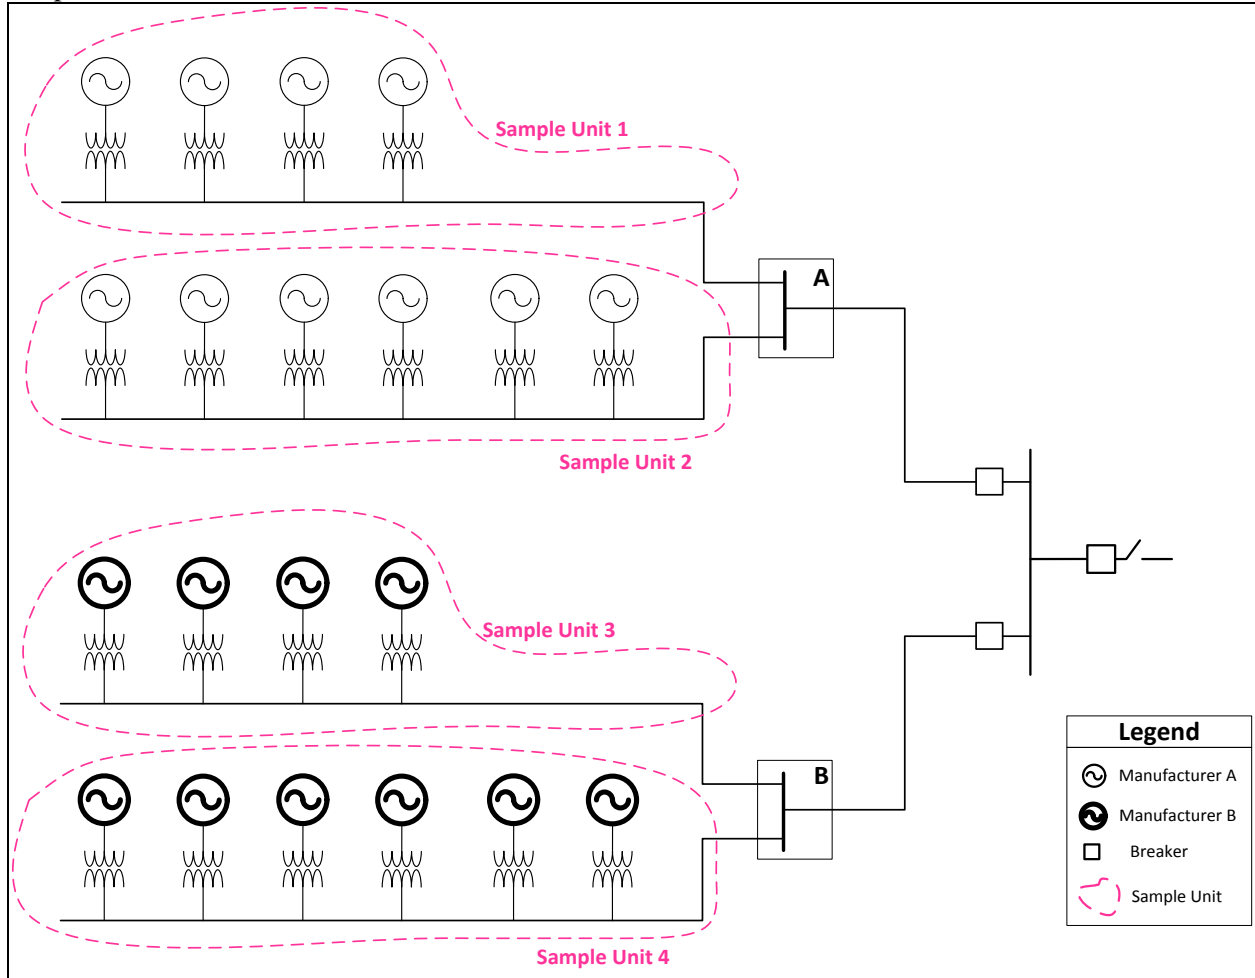 Sample Unit 1
A
Sample Unit 2
Sample Unit 3
B
Sample Unit 4
Legend
Manufacturer A
Manufacturer B
Breaker
Sample Unit